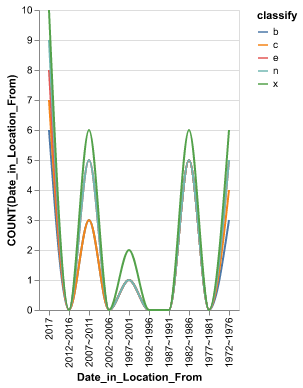 COUNT(Date_in_Location_From)
10
9
8
7
6
5
4
3
2
1
0
2017
2012~2016
2007~2011
2002~2006
1997~2001
1992~1996
1987~1991
1982~1986
1977~1981
1972~1976
Date_in_Location_From
classify
b
c
e
n
x